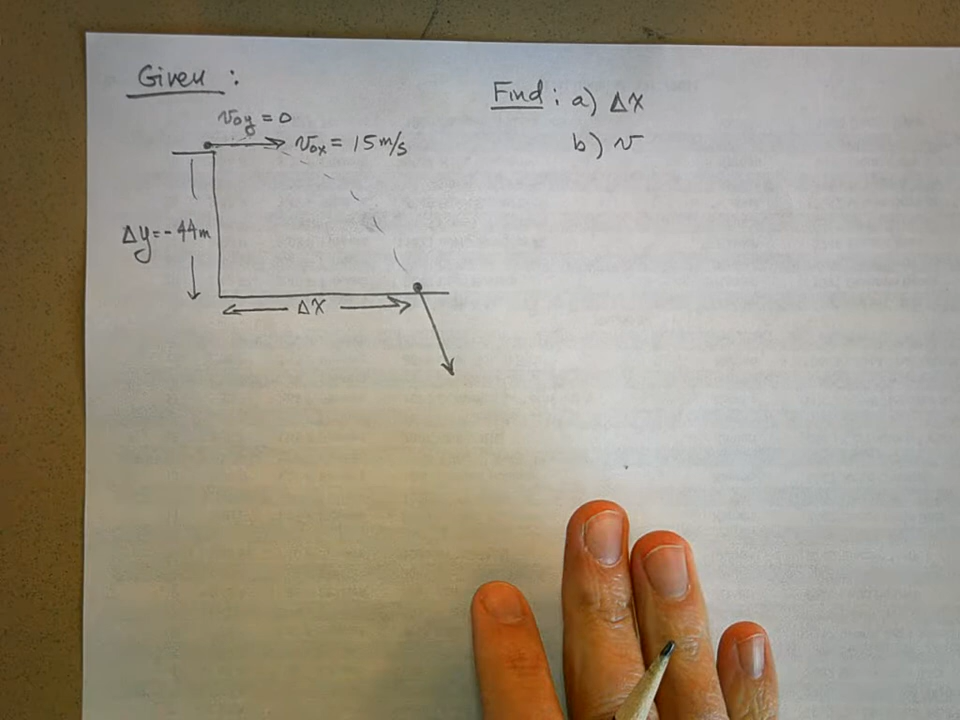 Given :
v₀y = 0
v₀x = 15 m/s
Δy = - 44m
Δx
Find : a) Δx
b) v